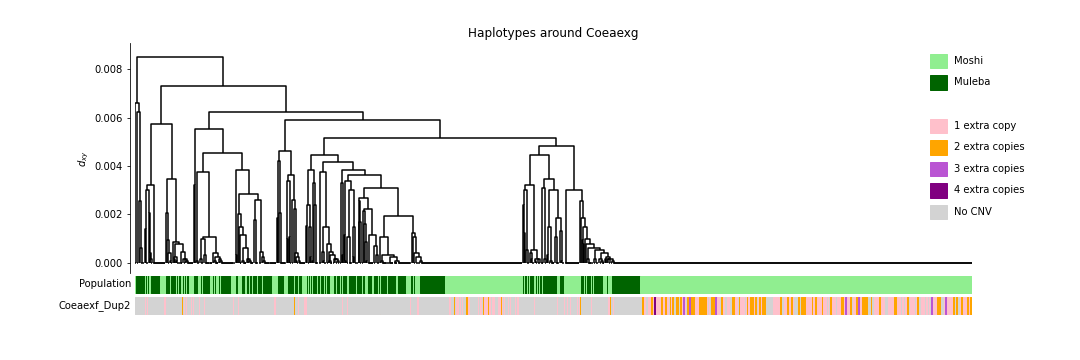 Haplotypes around Coeaexg
0.008
0.006
0.004
0.002
0.000
dxy
Population
Coeaexf_Dup2
Moshi
Muleba
1 extra copy
2 extra copies
3 extra copies
4 extra copies
No CNV